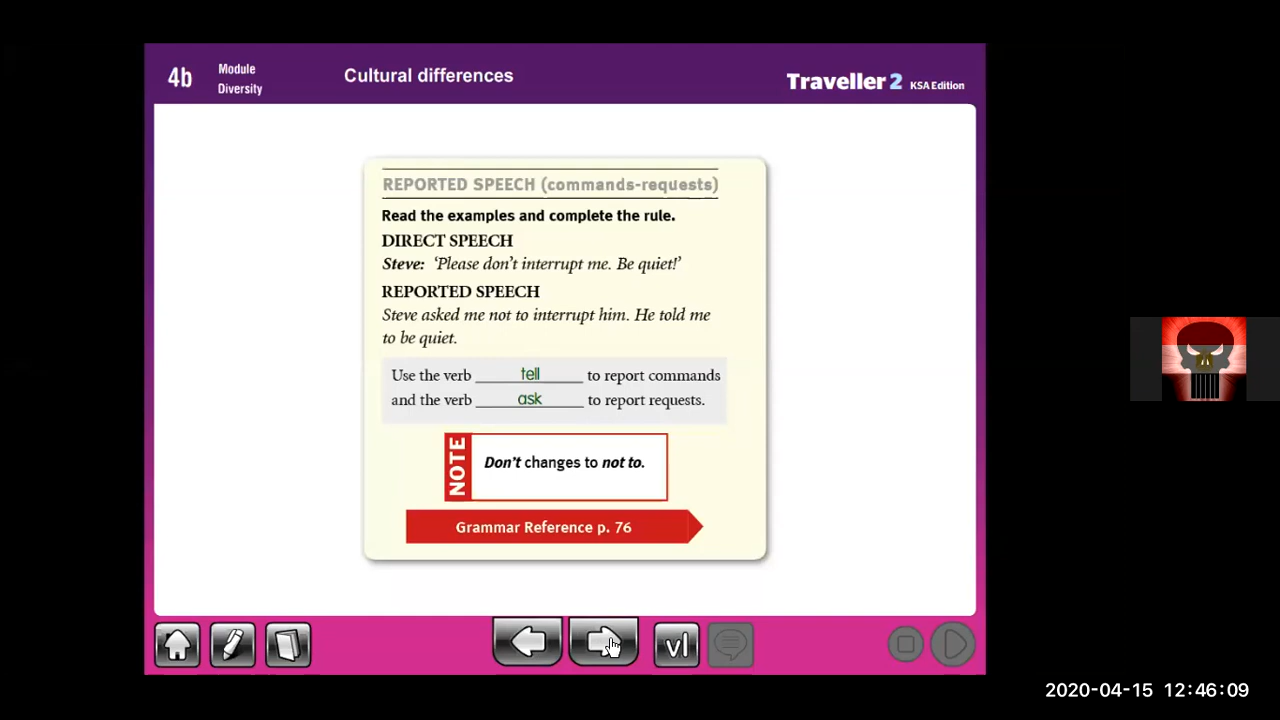 4b
Module
Diversity
Cultural differences
Traveller 2 KSA Edition
REPORTED SPEECH (commands-requests)
Read the examples and complete the rule.
DIRECT SPEECH
Steve: ‘Please don’t interrupt me. Be quiet!’
REPORTED SPEECH
Steve asked me not to interrupt him. He told me
to be quiet.
Use the verb tell to report commands
and the verb ask to report requests.
NOTE
Don’t changes to not to.
Grammar Reference p. 76
vl
2020-04-15 12:46:09